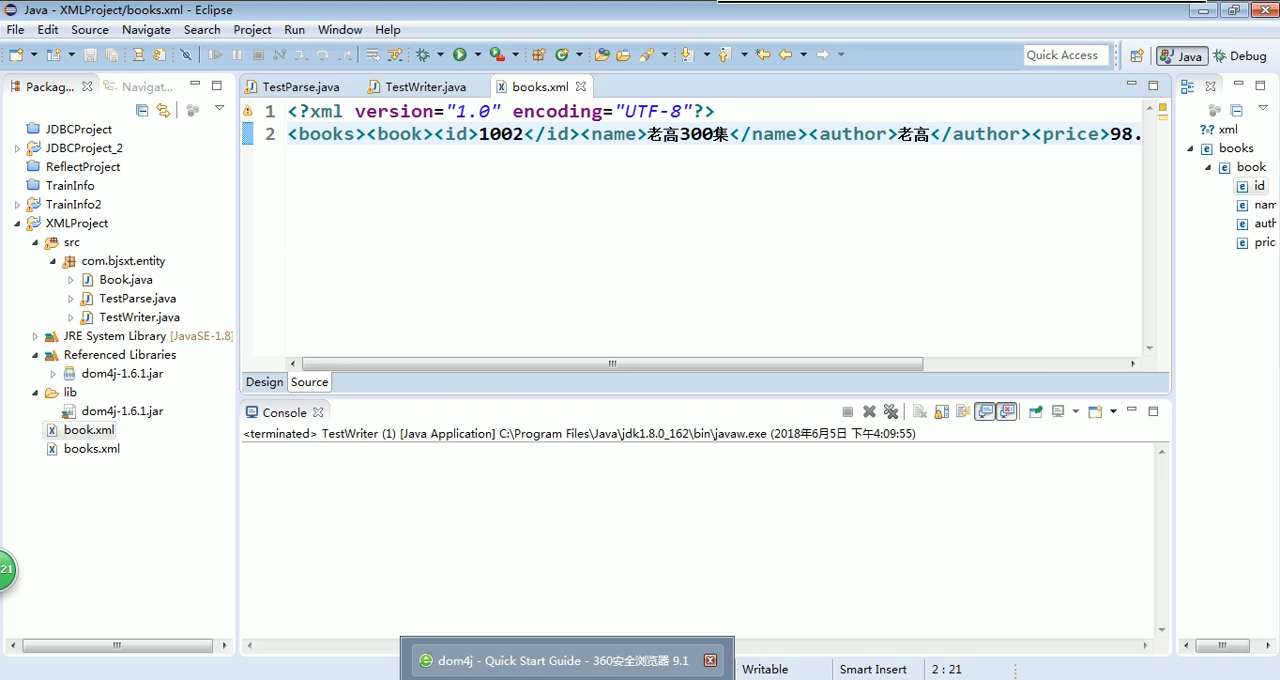 Java - XMLProject/books.xml - Eclipse
File Edit Source Navigate Search Project Run Window Help
Quick Access
Java
Debug
Packag...
Navigat...
JDBCProject
JDBCProject_2
ReflectProject
TrainInfo
TrainInfo2
XMLProject
src
com.bjsxt.entity
Book.java
TestParse.java
TestWriter.java
JRE System Library [JavaSE-1.8]
Referenced Libraries
dom4j-1.6.1.jar
lib
dom4j-1.6.1.jar
book.xml
books.xml
21
TestParse.java TestWriter.java books.xml
1 <?xml version="1.0" encoding="UTF-8"?>
2 <books><book><id>1002</id><name>老高300集</name><author>老高</author><price>98.
Design Source
Console
<terminated> TestWriter (1) [Java Application] C:\Program Files\Java\jdk1.8.0_162\bin\javaw.exe (2018年6月5日 下午4:09:55)
?=? xml
books
book
id
nam
auth
pric
dom4j - Quick Start Guide - 360安全浏览器 9.1
Writable
Smart Insert
2 : 21